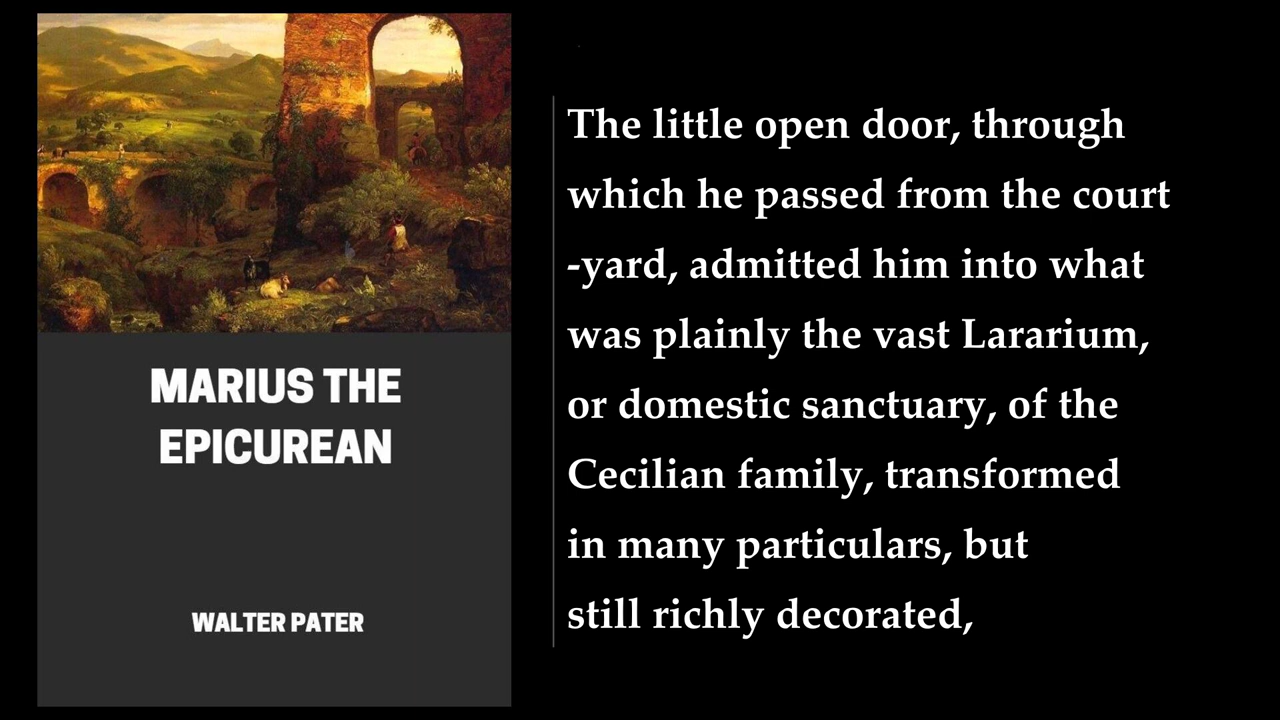 MARIUS THE
EPICUREAN
WALTER PATER
The little open door, through
which he passed from the court
-yard, admitted him into what
was plainly the vast Lararium,
or domestic sanctuary, of the
Cecilian family, transformed
in many particulars, but
still richly decorated,